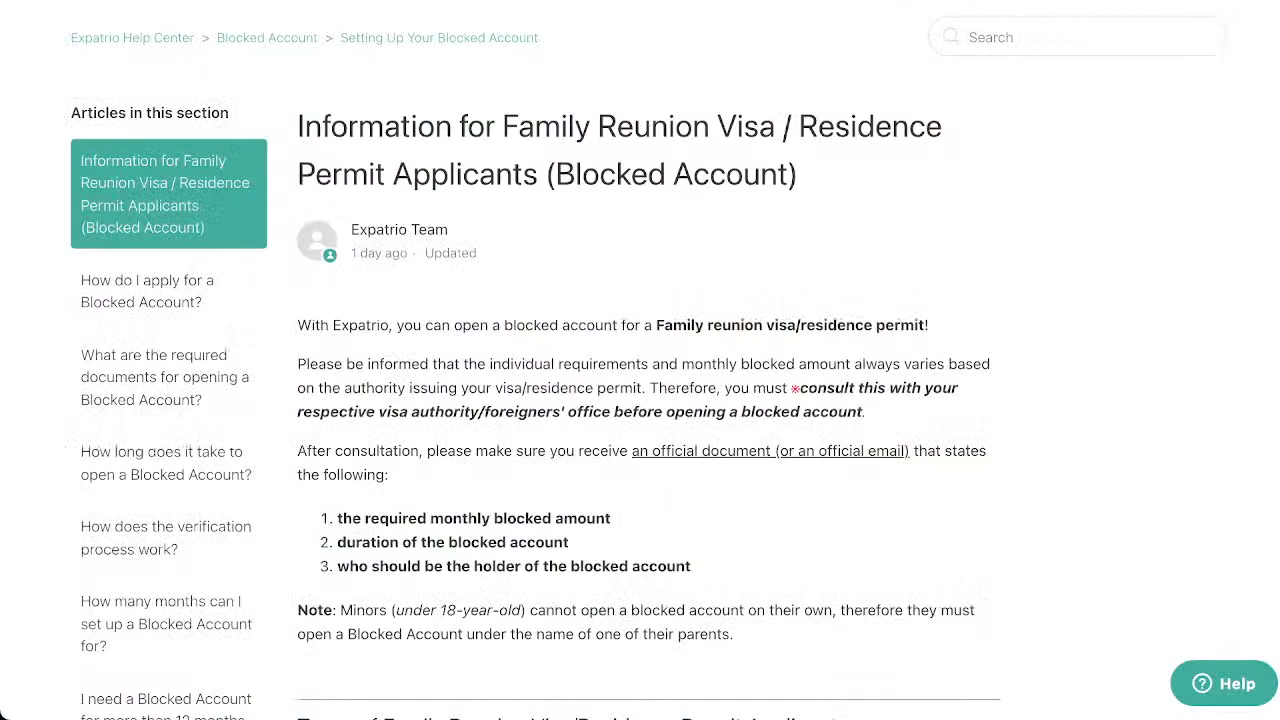 Expatrio Help Center > Blocked Account > Setting Up Your Blocked Account
Search
Articles in this section
Information for Family
Reunion Visa / Residence
Permit Applicants
(Blocked Account)
How do I apply for a
Blocked Account?
What are the required
documents for opening a
Blocked Account?
How long does it take to
open a Blocked Account?
How does the verification
process work?
How many months can I
set up a Blocked Account
for?
I need a Blocked Account
for more than 12 months
Information for Family Reunion Visa / Residence
Permit Applicants (Blocked Account)
Expatrio Team
1 day ago · Updated
With Expatrio, you can open a blocked account for a Family reunion visa/residence permit!
Please be informed that the individual requirements and monthly blocked amount always varies based
on the authority issuing your visa/residence permit. Therefore, you must ※consult this with your
respective visa authority/foreigners' office before opening a blocked account.
After consultation, please make sure you receive an official document (or an official email) that states
the following:
1. the required monthly blocked amount
2. duration of the blocked account
3. who should be the holder of the blocked account
Note: Minors (under 18-year-old) cannot open a blocked account on their own, therefore they must
open a Blocked Account under the name of one of their parents.
Help